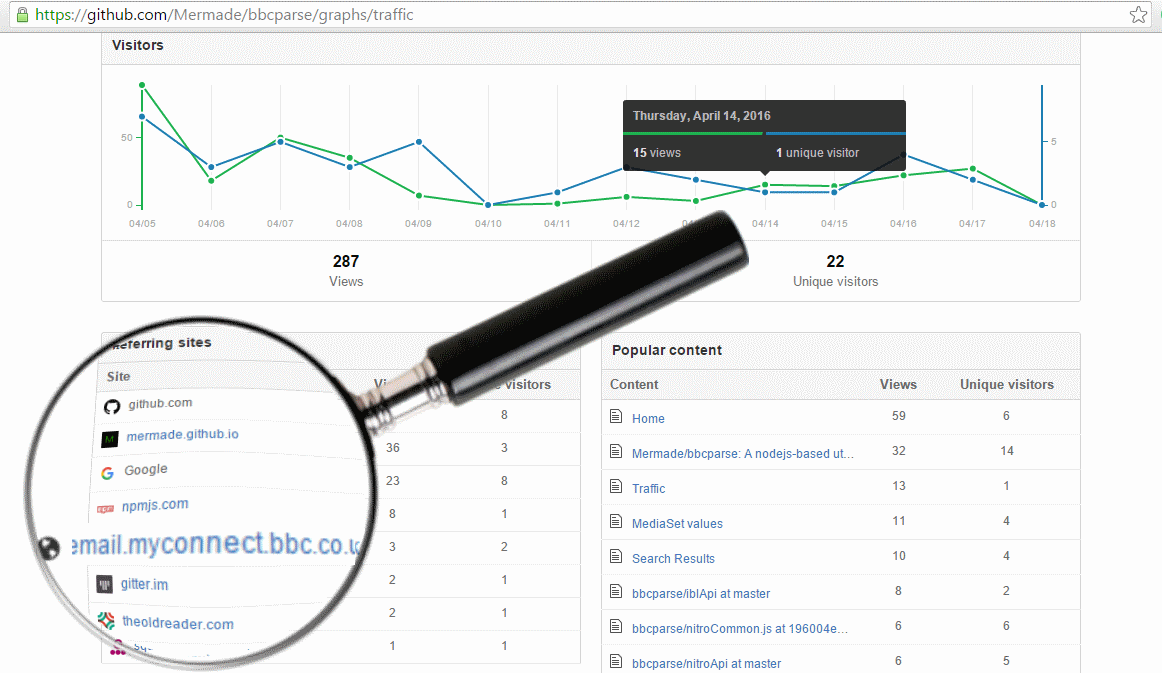 https://github.com/Mermade/bbcparse/graphs/traffic
Visitors
Thursday, April 14, 2016
15 views 1 unique visitor
50 5
0 0
04/05 04/06 04/07 04/08 04/09 04/10 04/11 04/12 04/14 04/15 04/16 04/17 04/18
287 22
Views Unique visitors
erring sites
Site visitors
github.com 8
mermade.github.io 36 3
Google 23 8
npmjs.com 8 1
email.myconnect.bbc.co. 3 2
gitter.im 2 1
theoldreader.com 2 1
1 1
Popular content
Content Views Unique visitors
Home 59 6
Mermade/bbcparse: A nodejs-based ut... 32 14
Traffic 13 1
MediaSet values 11 4
Search Results 10 4
bbcparse/iblApi at master 8 2
bbcparse/nitroCommon.js at 196004e... 6 6
bbcparse/nitroApi at master 6 5